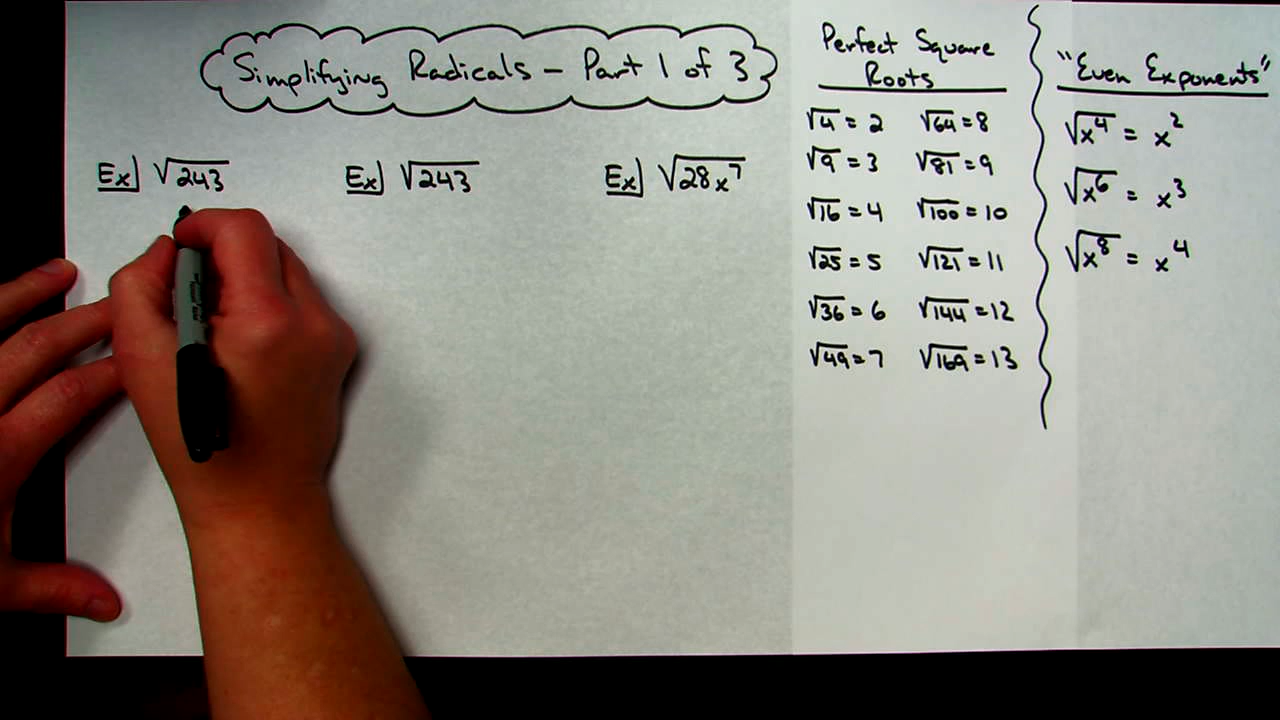 Simplifying Radicals – Part 1 of 3
Ex] √243
Ex] √243
Ex] √28x⁷
Perfect Square
Roots
√4 = 2 √64 = 8
√9 = 3 √81 = 9
√16 = 4 √100 = 10
√25 = 5 √121 = 11
√36 = 6 √144 = 12
√49 = 7 √169 = 13
"Even Exponents"
√x⁴ = x²
√x⁶ = x³
√x⁸ = x⁴